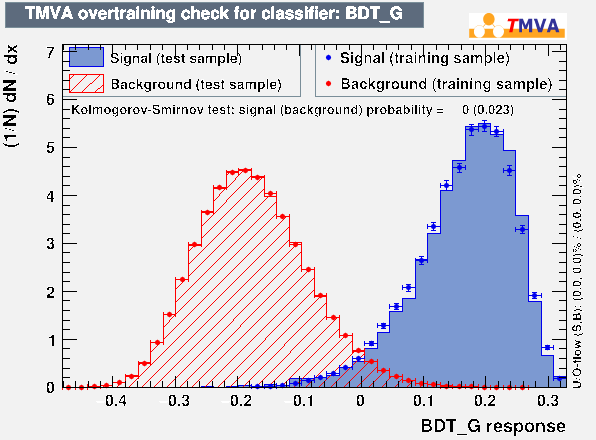 TMVA overtraining check for classifier: BDT_G
TMVA
(1/N) dN / dx
7
6
5
4
3
2
1
0
Signal (test sample)
Background (test sample)
Signal (training sample)
Background (training sample)
Kolmogorov-Smirnov test: signal (background) probability = 0 (0.023)
U/O-flow (S,B): (0.0, 0.0)% / (0.0, 0.0)%
-0.4 -0.3 -0.2 -0.1 0 0.1 0.2 0.3
BDT_G response